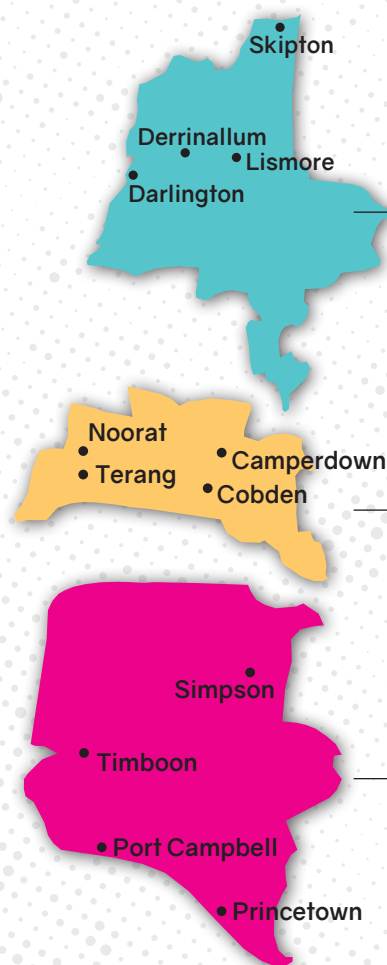 Skipton
Derrinallum
Lismore
Darlington
Noorat
Camperdown
Terang
Cobden
Simpson
Timboon
Port Campbell
Princetown